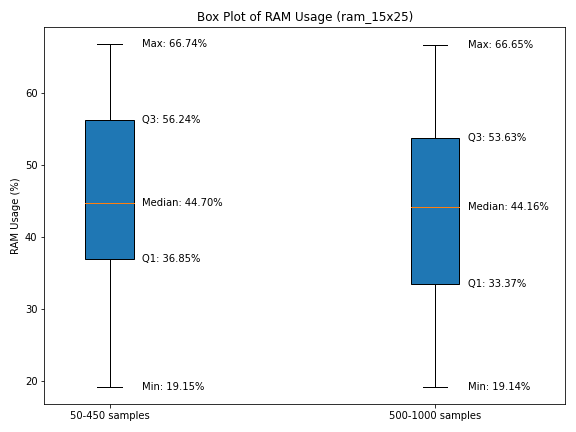 Box Plot of RAM Usage (ram_15x25)
RAM Usage (%)
60
50
40
30
20
Max: 66.74%
Q3: 56.24%
Median: 44.70%
Q1: 36.85%
Min: 19.15%
Max: 66.65%
Q3: 53.63%
Median: 44.16%
Q1: 33.37%
Min: 19.14%
50-450 samples
500-1000 samples